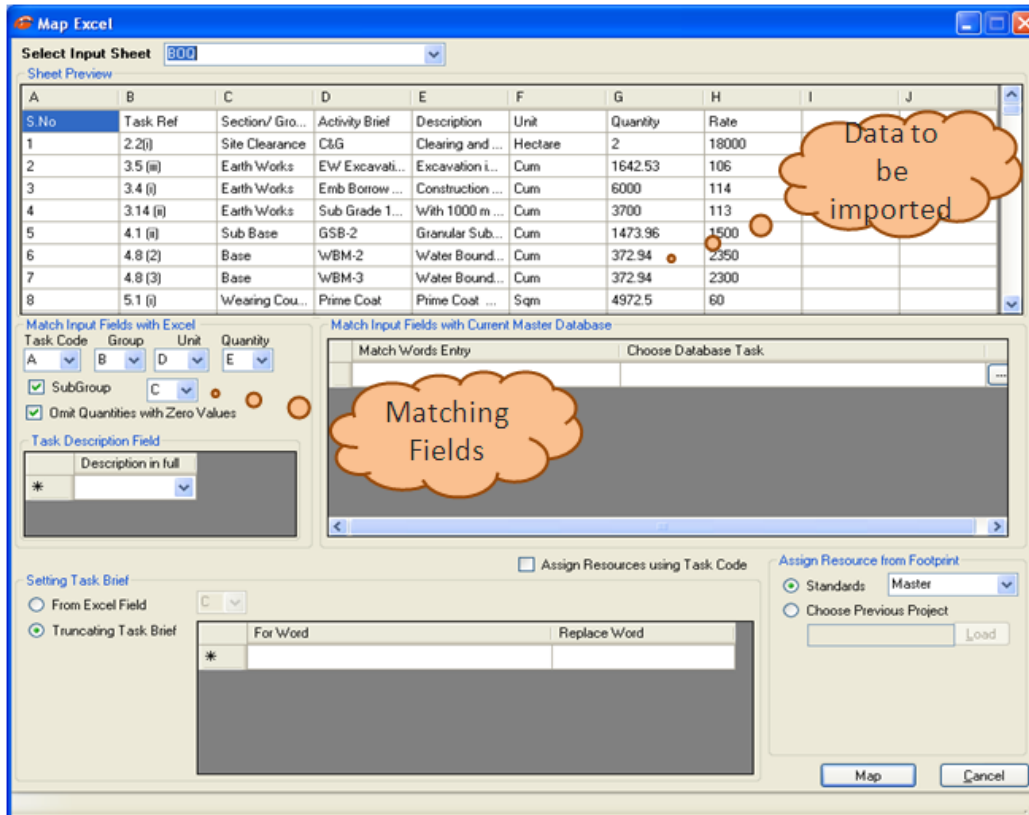 Map Excel
Select Input Sheet BOQ
Sheet Preview
A B C D E F G H I J
S.No Task Ref Section/ Gro... Activity Brief Description Unit Quantity Rate
1 2.2(i) Site Clearance C&G Clearing and ... Hectare 2 18000
2 3.5 (iii) Earth Works EW Excavati... Excavation i... Cum 1642.53 106
3 3.4 (i) Earth Works Emb Borrow ... Construction ... Cum 6000 114
4 3.14 (ii) Earth Works Sub Grade 1... With 1000 m ... Cum 3700 113
5 4.1 (ii) Sub Base GSB-2 Granular Sub... Cum 1473.96 1500
6 4.8 (2) Base WBM-2 Water Bound... Cum 372.94 2350
7 4.8 (3) Base WBM-3 Water Bound... Cum 372.94 2300
8 5.1 (i) Wearing Cou... Prime Coat Prime Coat ... Sqm 4972.5 60
Data to
be
imported
Match Input Fields with Excel
Task Code Group Unit Quantity
A B D E
SubGroup C
Omit Quantities with Zero Values
Task Description Field
Description in full
Match Input Fields with Current Master Database
Match Words Entry Choose Database Task
...
Matching
Fields
Assign Resources using Task Code
Setting Task Brief
From Excel Field C
Truncating Task Brief
For Word Replace Word
Assign Resource from Footprint
Standards Master
Choose Previous Project
Load
Map Cancel